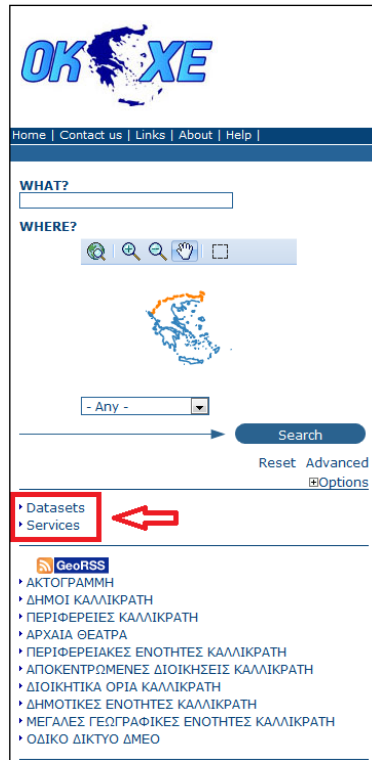 OK XE
Home | Contact us | Links | About | Help |
WHAT?
WHERE?
- Any -
Search
Reset Advanced
Options
Datasets
Services
GeoRSS
ΑΚΤΟΓΡΑΜΜΗ
ΔΗΜΟΙ ΚΑΛΛΙΚΡΑΤΗ
ΠΕΡΙΦΕΡΕΙΕΣ ΚΑΛΛΙΚΡΑΤΗ
ΑΡΧΑΙΑ ΘΕΑΤΡΑ
ΠΕΡΙΦΕΡΕΙΑΚΕΣ ΕΝΟΤΗΤΕΣ ΚΑΛΛΙΚΡΑΤΗ
ΑΠΟΚΕΝΤΡΩΜΕΝΕΣ ΔΙΟΙΚΗΣΕΙΣ ΚΑΛΛΙΚΡΑΤΗ
ΔΙΟΙΚΗΤΙΚΑ ΟΡΙΑ ΚΑΛΛΙΚΡΑΤΗ
ΔΗΜΟΤΙΚΕΣ ΕΝΟΤΗΤΕΣ ΚΑΛΛΙΚΡΑΤΗ
ΜΕΓΑΛΕΣ ΓΕΩΓΡΑΦΙΚΕΣ ΕΝΟΤΗΤΕΣ ΚΑΛΛΙΚΡΑΤΗ
ΟΔΙΚΟ ΔΙΚΤΥΟ ΔΜΕΟ